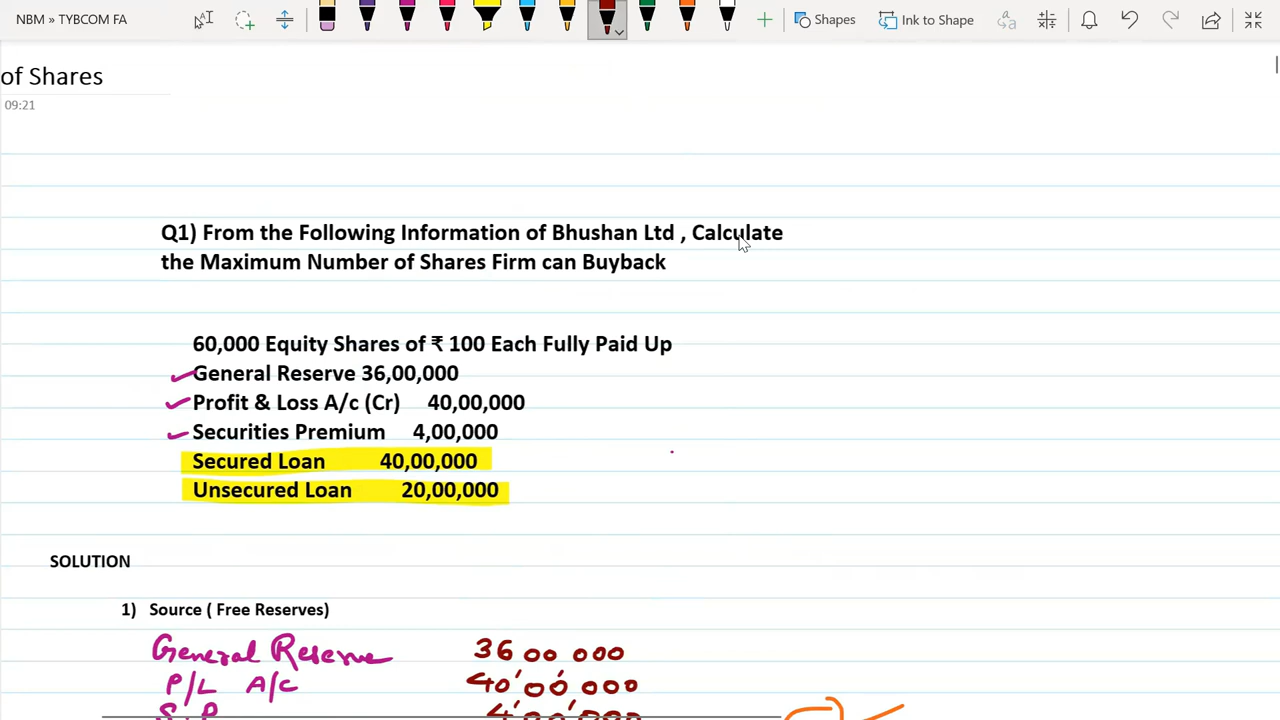 NBM » TYBCOM FA
Shapes
Ink to Shape
of Shares
09:21
Q1) From the Following Information of Bhushan Ltd , Calculate
the Maximum Number of Shares Firm can Buyback
60,000 Equity Shares of ₹ 100 Each Fully Paid Up
General Reserve 36,00,000
Profit & Loss A/c (Cr) 40,00,000
Securities Premium 4,00,000
Secured Loan 40,00,000
Unsecured Loan 20,00,000
SOLUTION
1) Source ( Free Reserves)
General Reserve 36 00 000
P/L A/C 40'00'000
S.P 4'00'000